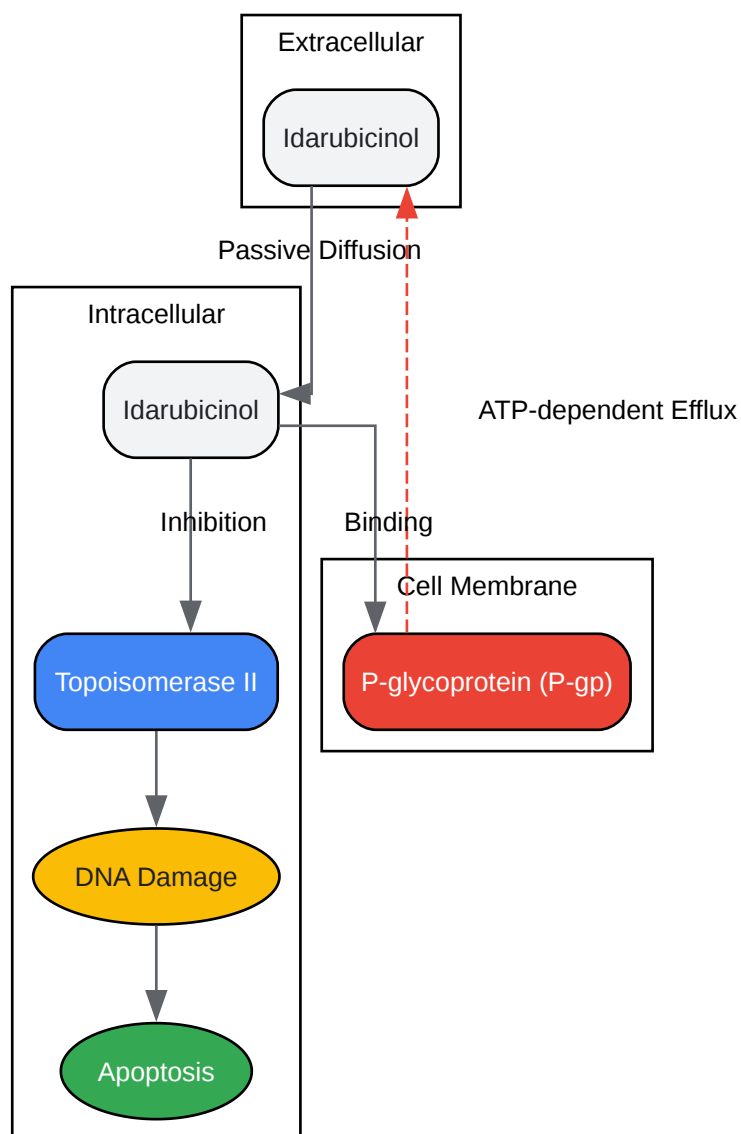 Extracellular
Idarubicinol
Passive Diffusion
Intracellular
Idarubicinol
ATP-dependent Efflux
Inhibition
Binding
Cell Membrane
Topoisomerase II
P-glycoprotein (P-gp)
DNA Damage
Apoptosis